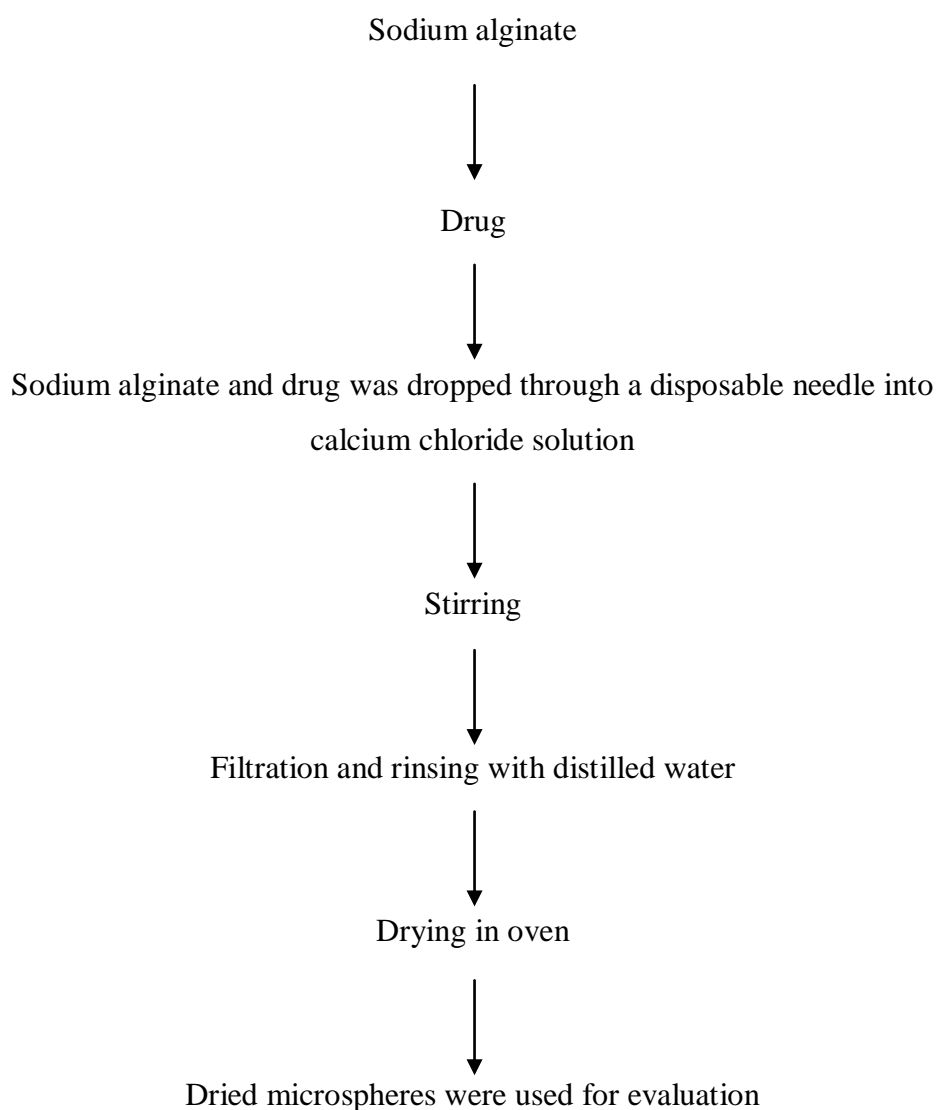 Sodium alginate
Drug
Sodium alginate and drug was dropped through a disposable needle into
calcium chloride solution
Stirring
Filtration and rinsing with distilled water
Drying in oven
Dried microspheres were used for evaluation